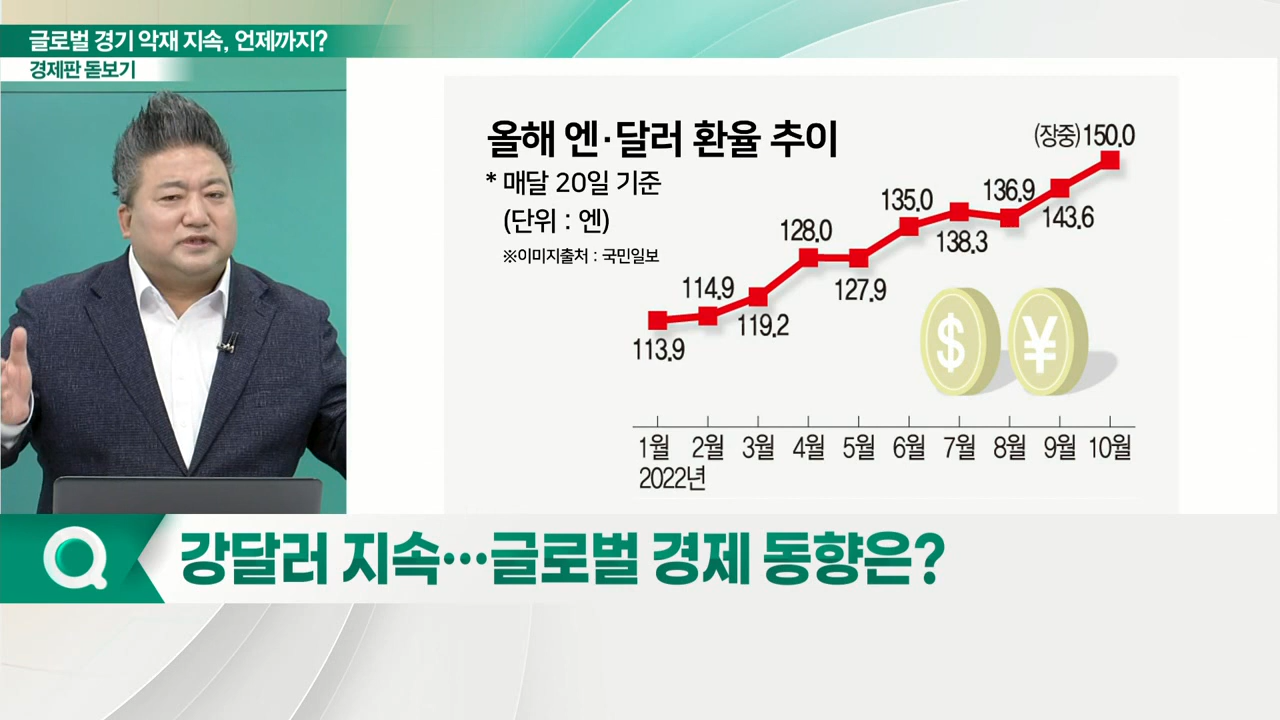 글로벌 경기 악재 지속, 언제까지?
경제판 돋보기
올해 엔·달러 환율 추이
* 매달 20일 기준
(단위 : 엔)
※이미지출처 : 국민일보
113.9
114.9
119.2
128.0
127.9
135.0
138.3
136.9
143.6
(장중) 150.0
$ ¥
1월 2월 3월 4월 5월 6월 7월 8월 9월 10월
2022년
강달러 지속…글로벌 경제 동향은?